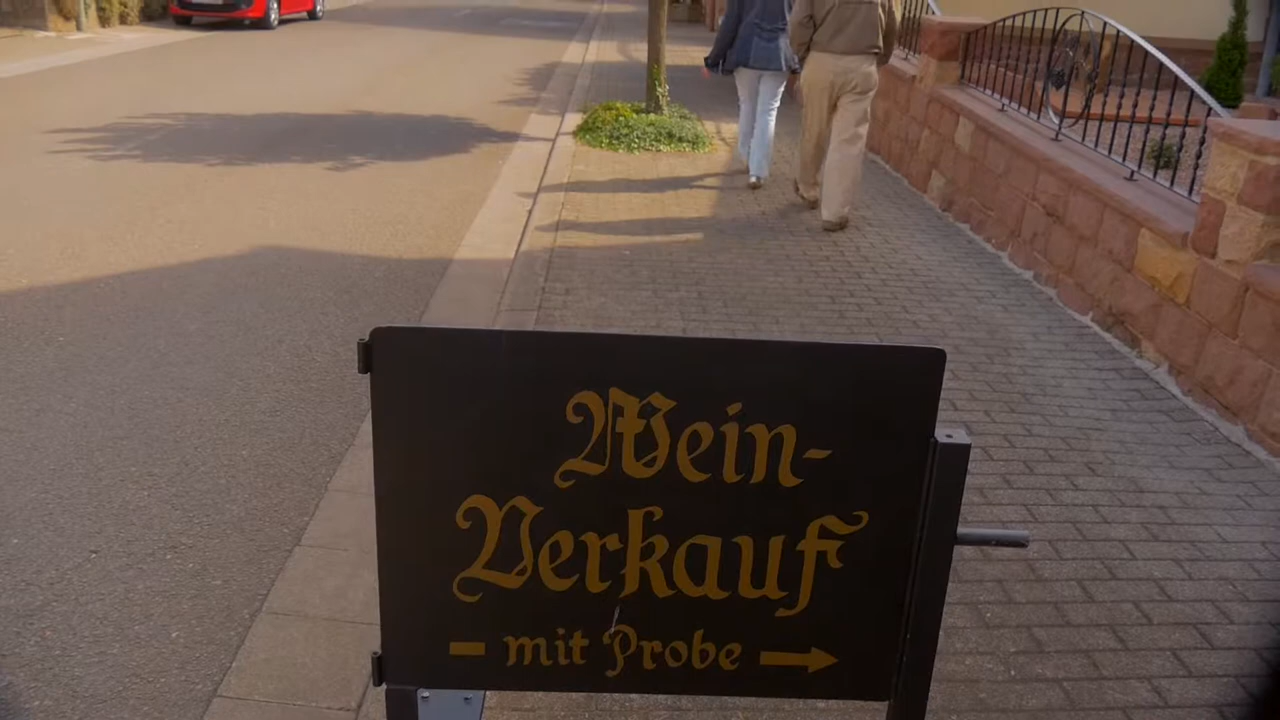 Wein-
Verkauf
- mit Probe →